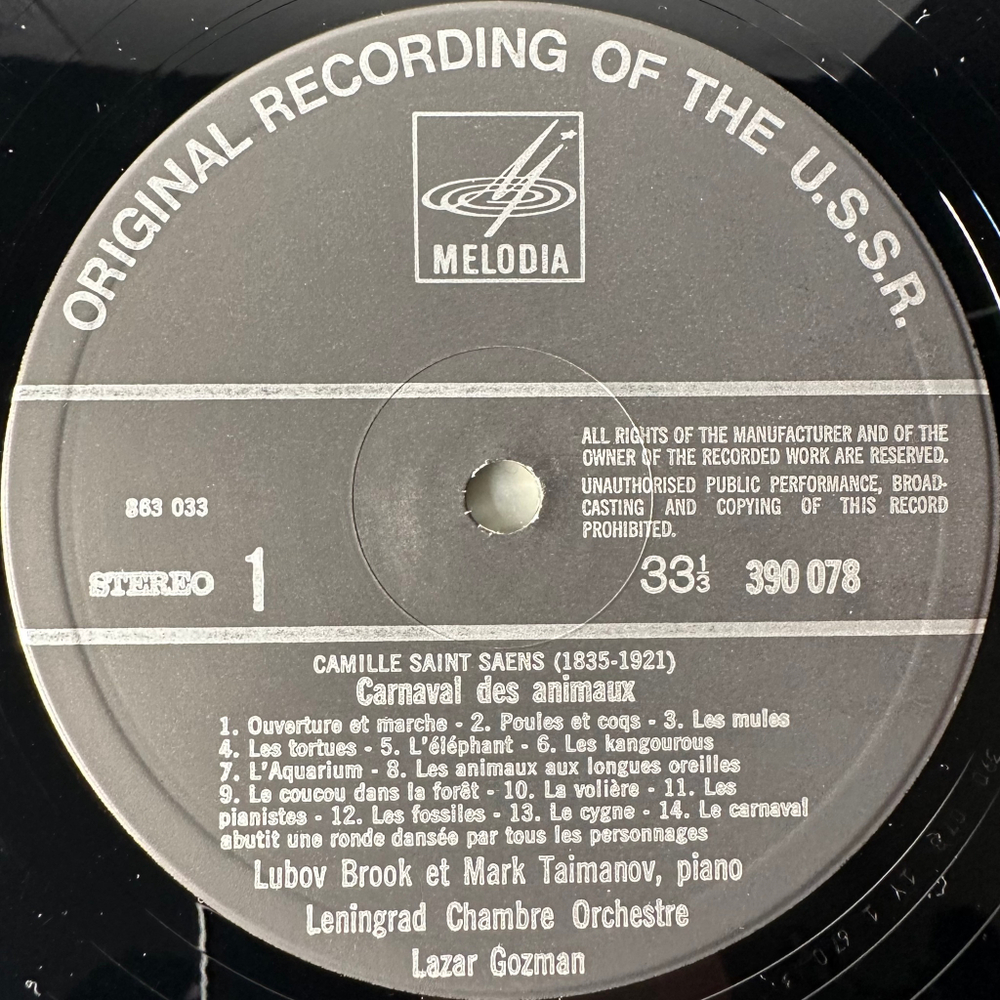 ORIGINAL RECORDING OF THE U.S.S.R.
MELODIA
ALL RIGHTS OF THE MANUFACTURER AND OF THE
OWNER OF THE RECORDED WORK ARE RESERVED.
UNAUTHORISED PUBLIC PERFORMANCE, BROAD-
CASTING AND COPYING OF THIS RECORD
PROHIBITED.
863 033
STEREO 1
33⅓ 390 078
CAMILLE SAINT SAENS (1835-1921)
Carnaval des animaux
1. Ouverture et marche - 2. Poules et coqs - 3. Les mules
4. Les tortues - 5. L'éléphant - 6. Les kangourous
7. L'Aquarium - 8. Les animaux aux longues oreilles
9. Le coucou dans la forêt - 10. La volière - 11. Les
pianistes - 12. Les fossiles - 13. Le cygne - 14. Le carnaval
abutit une ronde dansée par tous les personnages
Lubov Brook et Mark Taimanov, piano
Leningrad Chambre Orchestre
Lazar Gozman